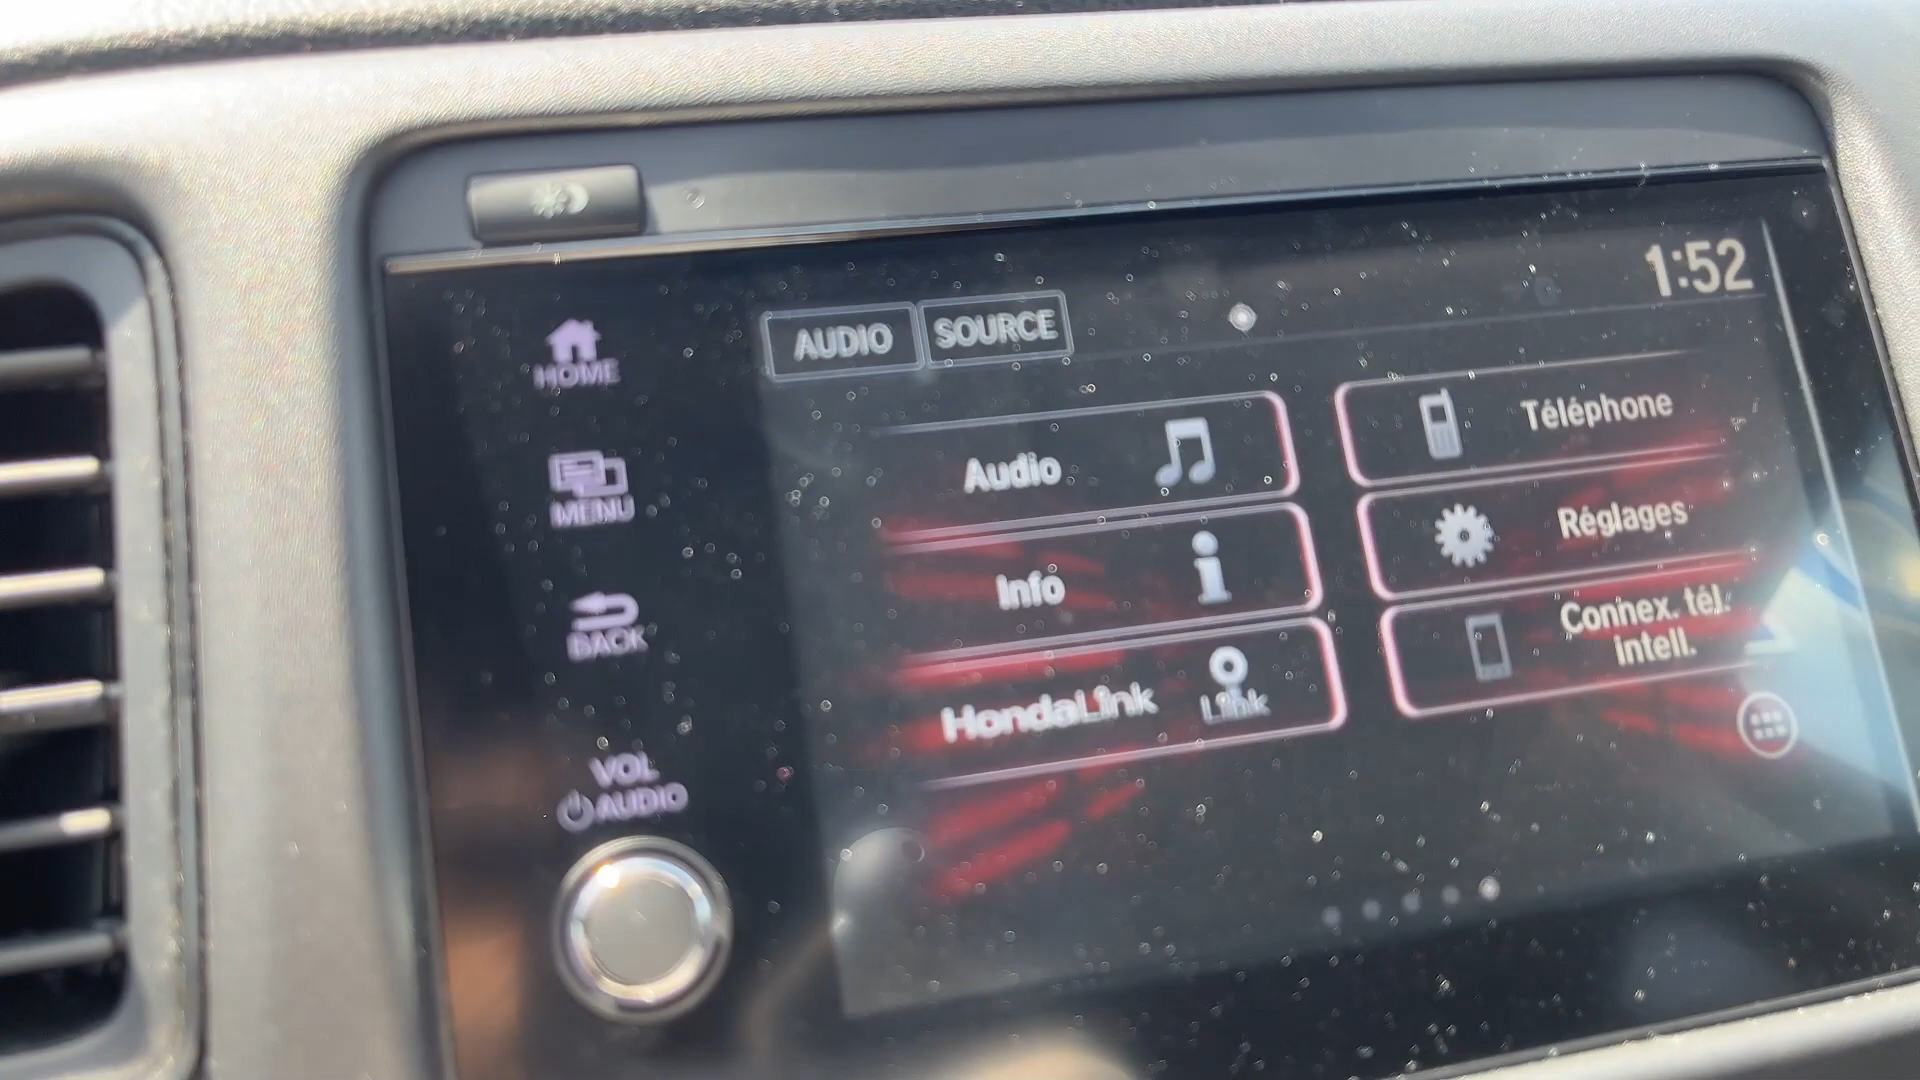 1:52
AUDIO SOURCE
HOME
MENU
BACK
VOL
AUDIO
Audio
Info
HondaLink
Link
Téléphone
Réglages
Connex. tél.
intell.